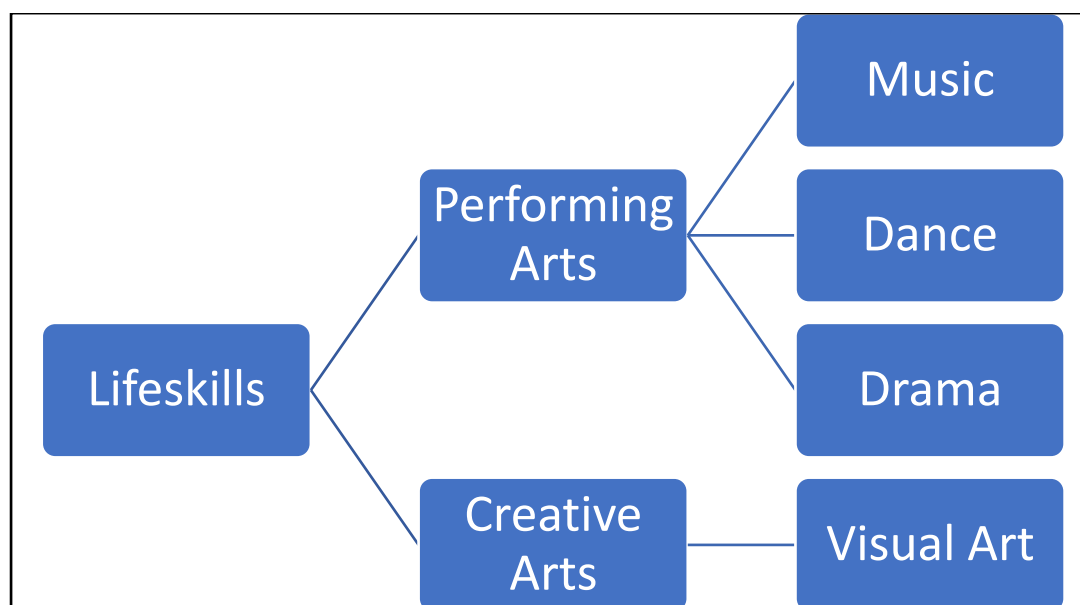 Lifeskills
Performing
Arts
Music
Dance
Drama
Creative
Arts
Visual Art